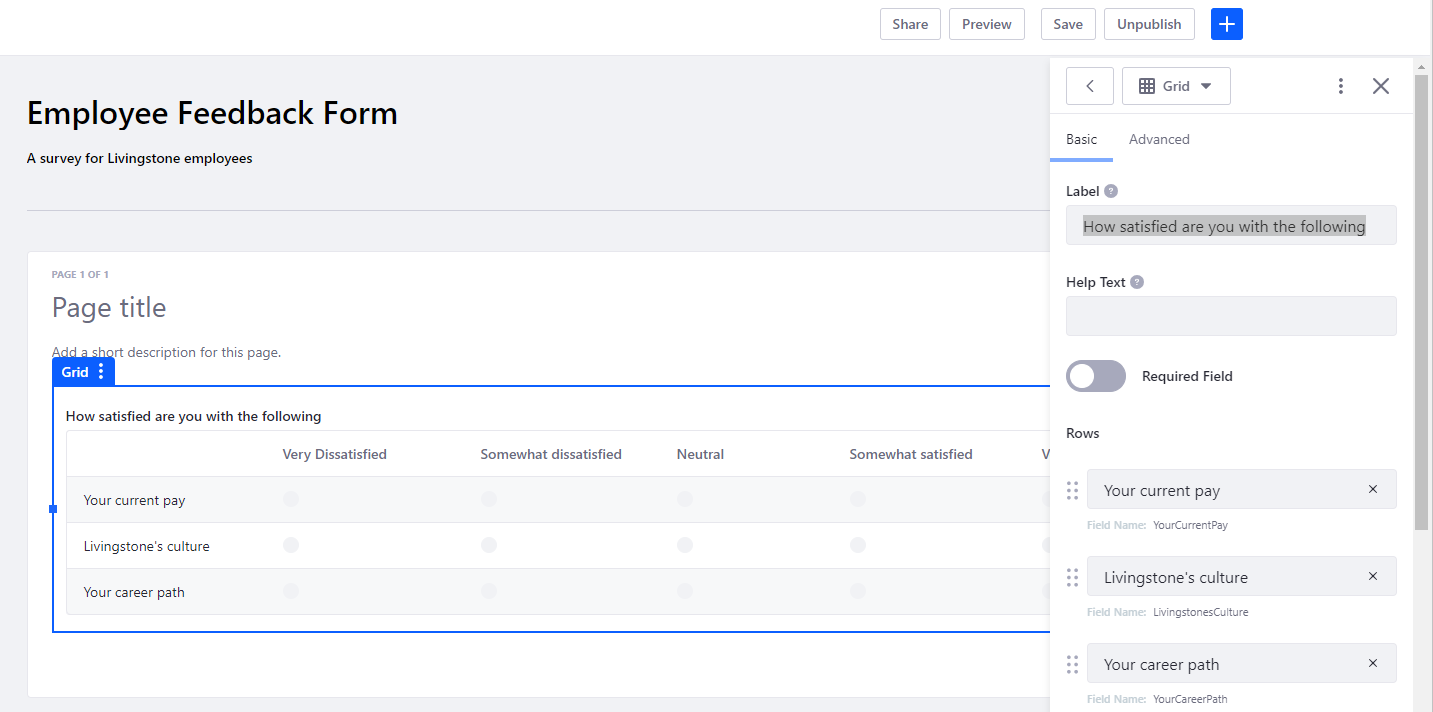 Share Preview Save Unpublish
Employee Feedback Form
A survey for Livingstone employees
PAGE 1 OF 1
Page title
Add a short description for this page.
Grid
How satisfied are you with the following
Very Dissatisfied Somewhat dissatisfied Neutral Somewhat satisfied V
Your current pay
Livingstone's culture
Your career path
Grid
Basic Advanced
Label ?
How satisfied are you with the following
Help Text ?
Required Field
Rows
Your current pay
Field Name: YourCurrentPay
Livingstone's culture
Field Name: LivingstonesCulture
Your career path
Field Name: YourCareerPath